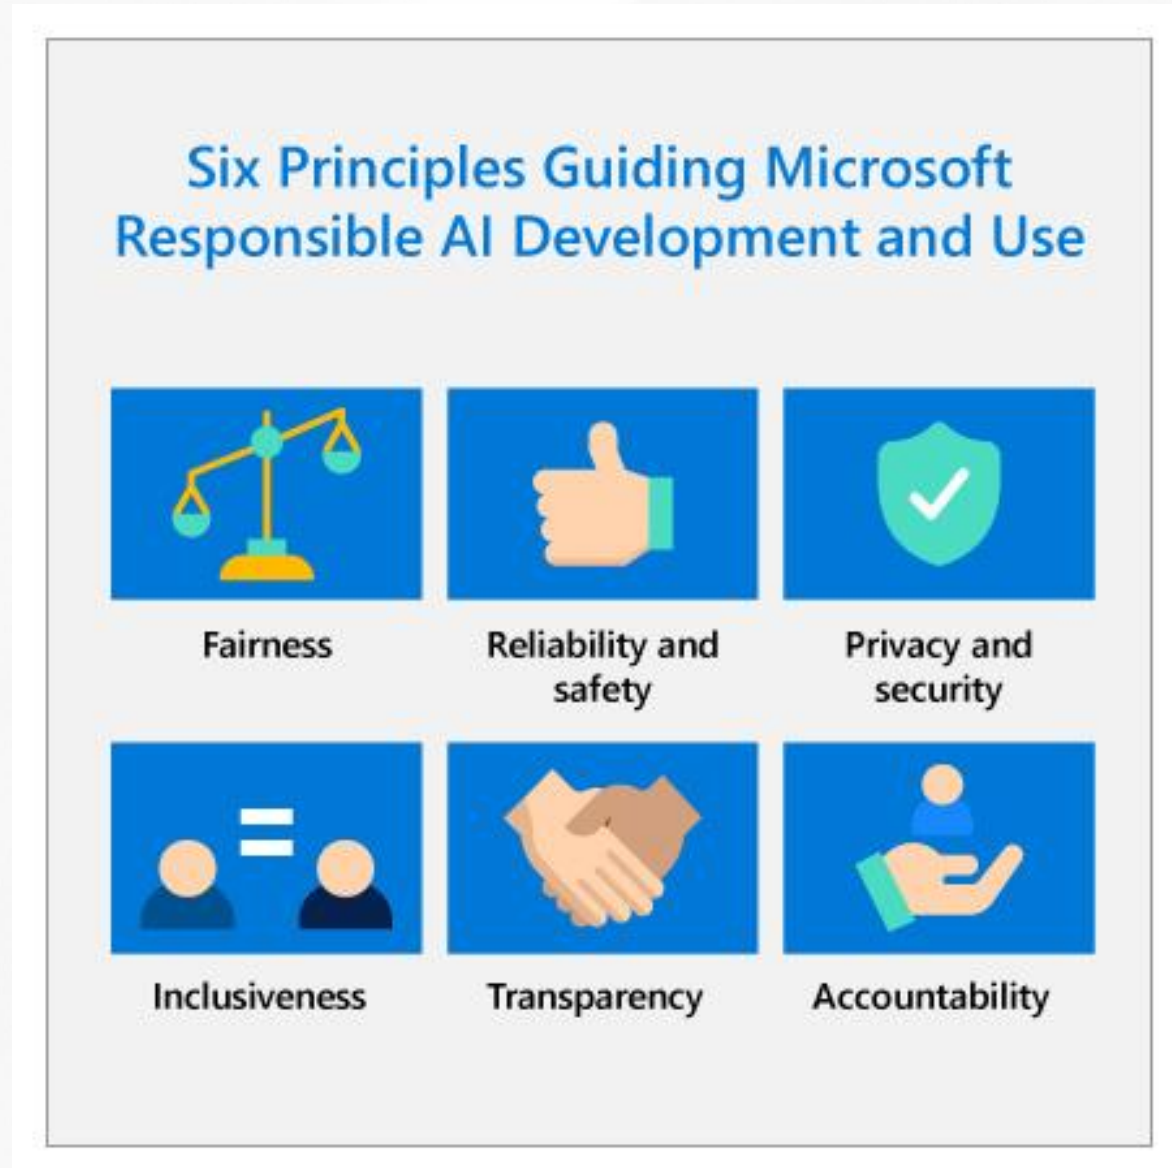 Six Principles Guiding Microsoft
Responsible AI Development and Use
Fairness
Reliability and
safety
Privacy and
security
Inclusiveness
Transparency
Accountability